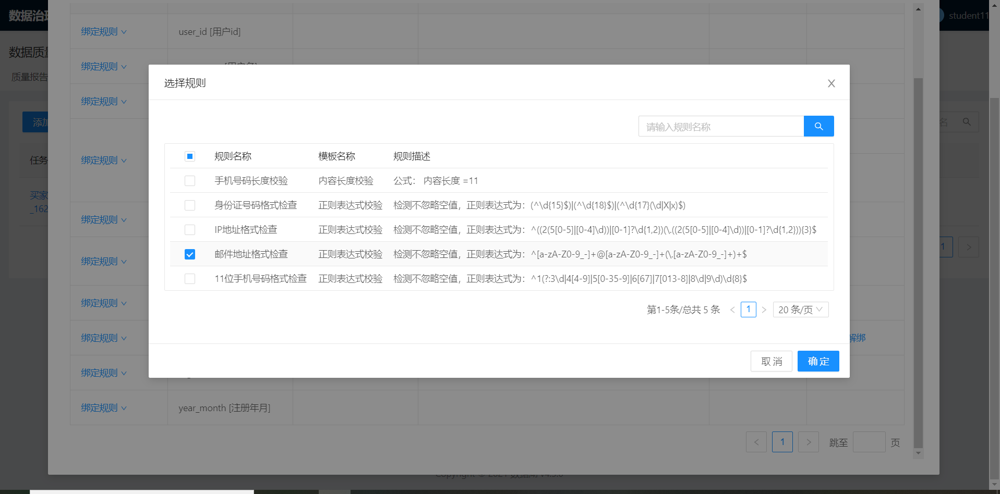 数据治
student11
数据质量
质量报告
添加
任务
买家
_162
绑定规则 user_id [用户id]
绑定规则
绑定规则
绑定规则
绑定规则
绑定规则
绑定规则
绑定规则 解绑
绑定规则
绑定规则 year_month [注册年月]
选择规则
请输入规则名称
名
规则名称 模板名称 规则描述
手机号码长度校验 内容长度校验 公式： 内容长度 =11
身份证号码格式检查 正则表达式校验 检测不忽略空值，正则表达式为：(^\d{15}$)|(^\d{18}$)|(^\d{17}(\d|X|x)$)
IP地址格式检查 正则表达式校验 检测不忽略空值，正则表达式为：^((2(5[0-5]|[0-4]\d))|[0-1]?\d{1,2})(\.((2(5[0-5]|[0-4]\d))|[0-1]?\d{1,2})){3}$
邮件地址格式检查 正则表达式校验 检测不忽略空值，正则表达式为：^[a-zA-Z0-9_-]+@[a-zA-Z0-9_-]+(\.[a-zA-Z0-9_-]+)+$
11位手机号码格式检查 正则表达式校验 检测不忽略空值，正则表达式为：^1(?:3\d|4[4-9]|5[0-35-9]|6[67]|7[013-8]|8\d|9\d)\d{8}$
1
第1-5条/总共 5 条 < 1 > 20 条/页
取 消 确 定
< 1 > 跳至 页